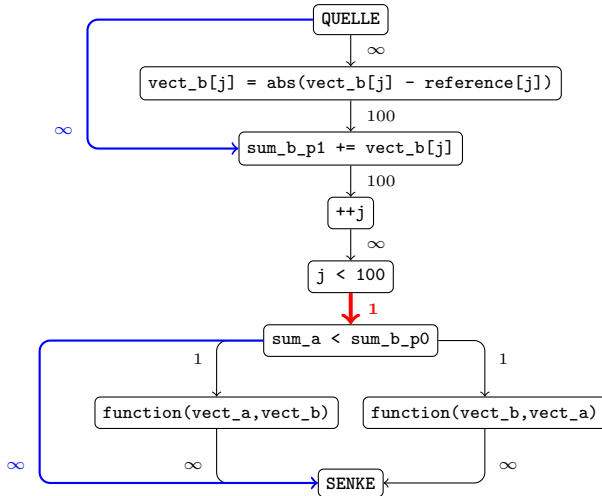 QUELLE
∞
vect_b[j] = abs(vect_b[j] - reference[j])
100
∞
sum_b_p1 += vect_b[j]
100
++j
∞
j < 100
1
sum_a < sum_b_p0
1
1
function(vect_a,vect_b)
function(vect_b,vect_a)
∞
∞
∞
SENKE